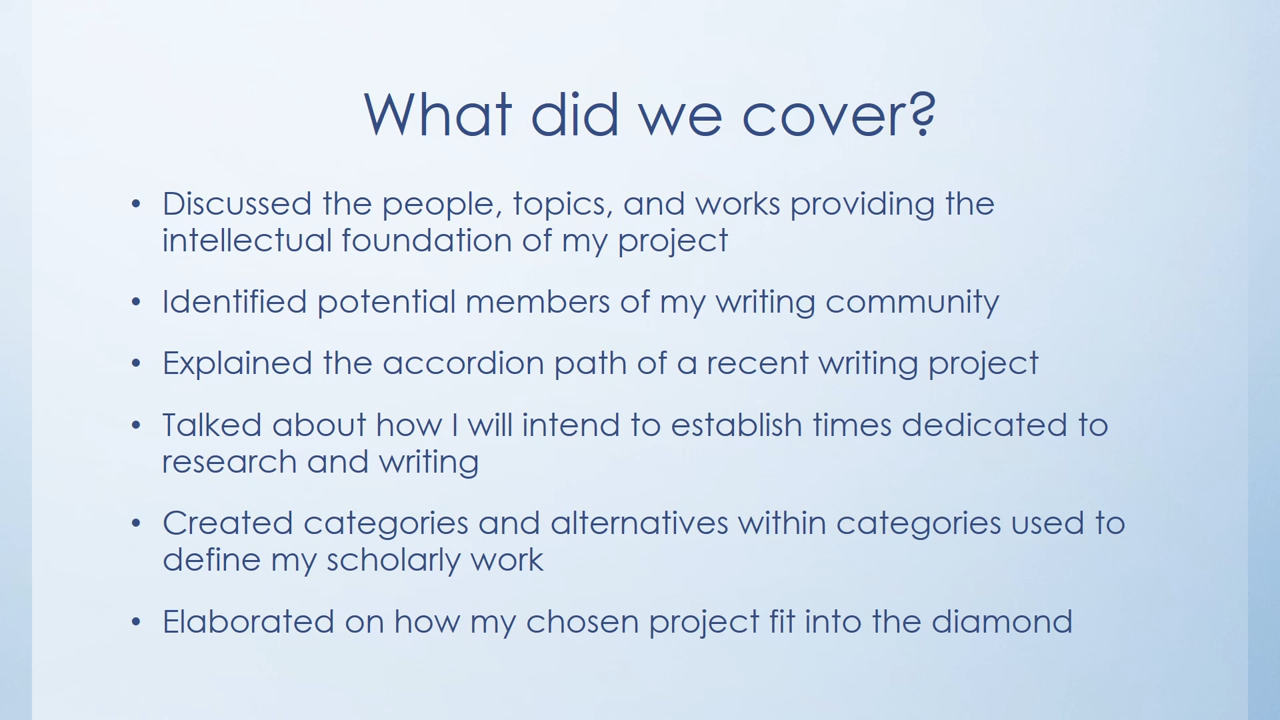 What did we cover?
• Discussed the people, topics, and works providing the
intellectual foundation of my project
• Identified potential members of my writing community
• Explained the accordion path of a recent writing project
• Talked about how I will intend to establish times dedicated to
research and writing
• Created categories and alternatives within categories used to
define my scholarly work
• Elaborated on how my chosen project fit into the diamond